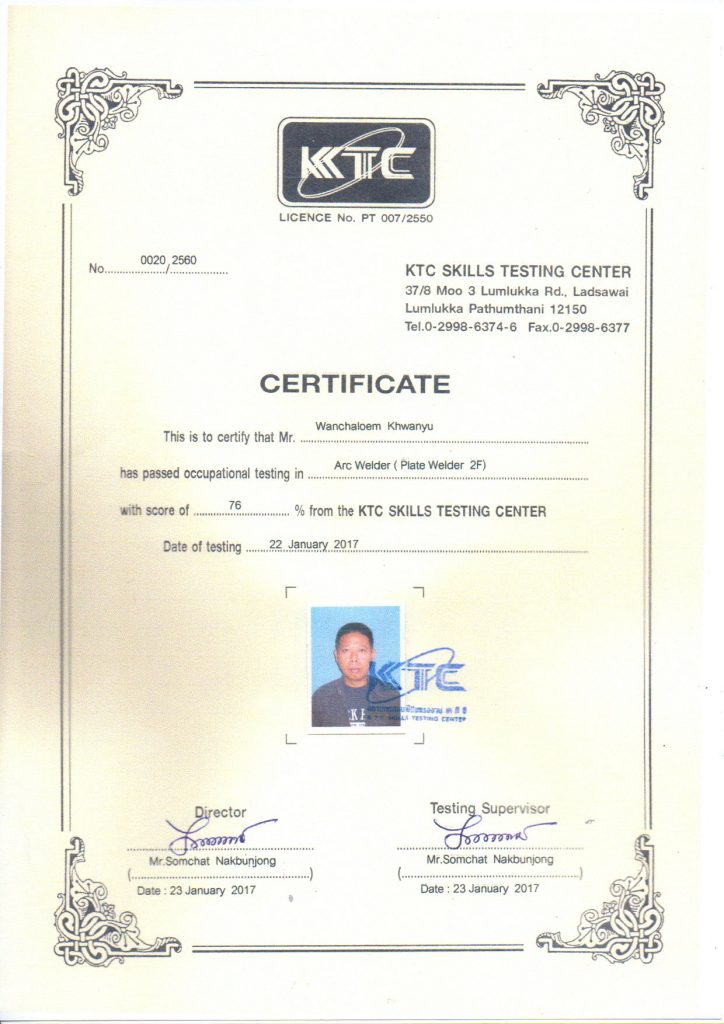 KTC
LICENCE No. PT 007/2550
No. 0020/2560
KTC SKILLS TESTING CENTER
37/8 Moo 3 Lumlukka Rd., Ladsawai
Lumlukka Pathumthani 12150
Tel.0-2998-6374-6 Fax.0-2998-6377
CERTIFICATE
This is to certify that Mr. Wanchaloem Khwanyu
has passed occupational testing in Arc Welder ( Plate Welder 2F)
with score of 76 % from the KTC SKILLS TESTING CENTER
Date of testing 22 January 2017
KTC
K T C SKILLS TESTING CENTER
Director
Mr.Somchat Nakbunjong
Date : 23 January 2017
Testing Supervisor
Mr.Somchat Nakbunjong
Date : 23 January 2017